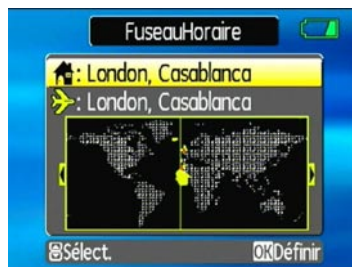 FuseauHoraire
: London, Casablanca
: London, Casablanca
Sélect.
OKDéfinir